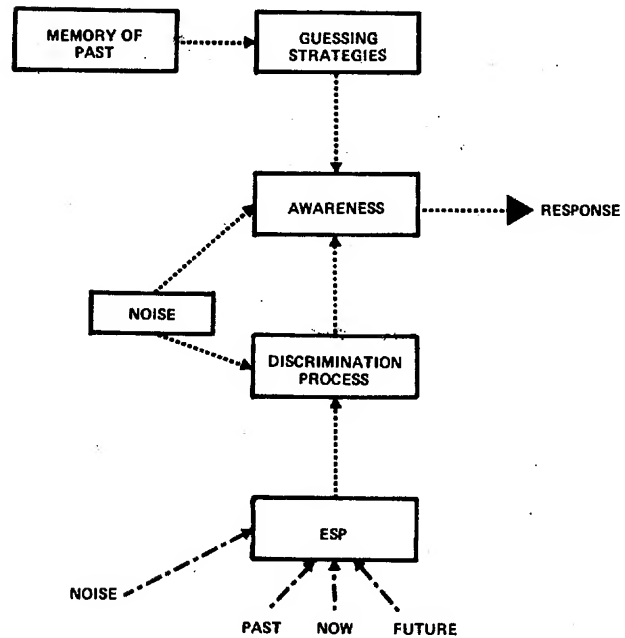 MEMORY OF
PAST
GUESSING
STRATEGIES
AWARENESS
RESPONSE
NOISE
DISCRIMINATION
PROCESS
ESP
NOISE
PAST NOW FUTURE